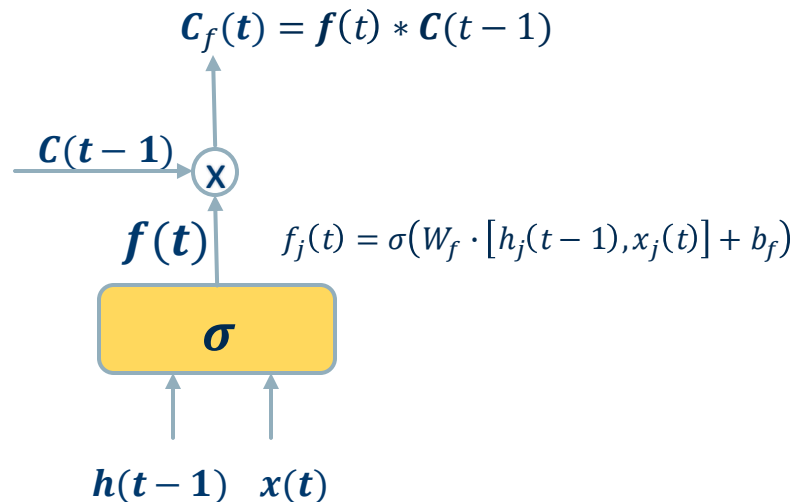 C_f(t) = f(t) ∗ C(t − 1)
C(t − 1)
x
f(t)
f_j(t) = σ(W_f · [h_j(t − 1), x_j(t)] + b_f)
σ
h(t − 1) x(t)